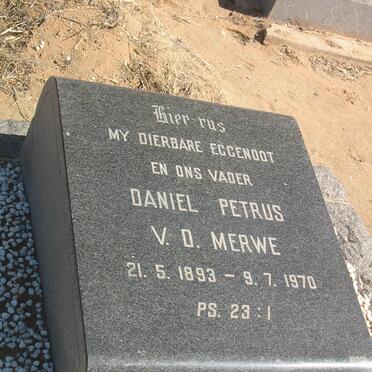 Hier rus
MY DIERBARE EGGENOOT
EN ONS VADER
DANIEL PETRUS
V. D. MERWE
21. 5. 1893 – 9. 7. 1970
PS. 23 : 1